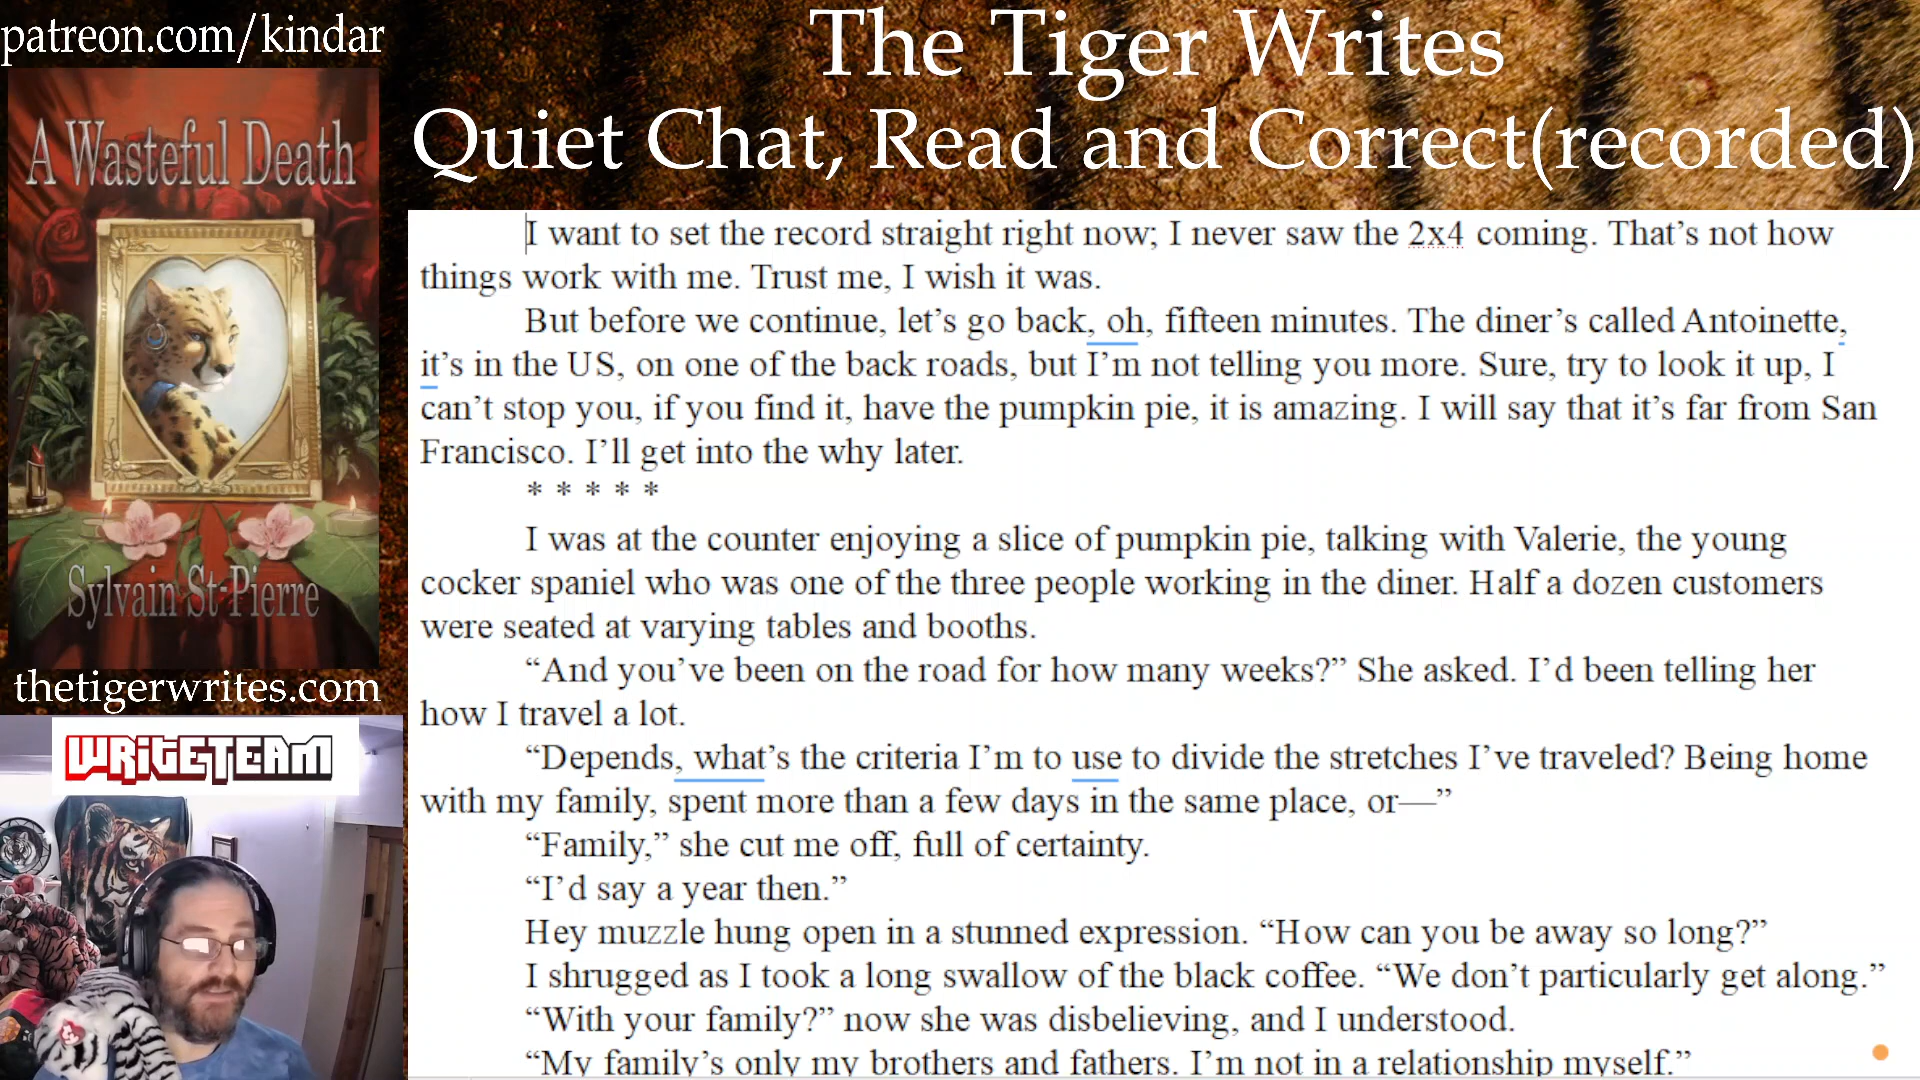 patreon.com/kindar
A Wasteful Death
Sylvain St-Pierre
thetigerwrites.com
WRITETEAM
The Tiger Writes
Quiet Chat, Read and Correct(recorded)
I want to set the record straight right now; I never saw the 2x4 coming. That’s not how
things work with me. Trust me, I wish it was.
But before we continue, let’s go back, oh, fifteen minutes. The diner’s called Antoinette,
it’s in the US, on one of the back roads, but I’m not telling you more. Sure, try to look it up, I
can’t stop you, if you find it, have the pumpkin pie, it is amazing. I will say that it’s far from San
Francisco. I’ll get into the why later.
* * * * *
I was at the counter enjoying a slice of pumpkin pie, talking with Valerie, the young
cocker spaniel who was one of the three people working in the diner. Half a dozen customers
were seated at varying tables and booths.
“And you’ve been on the road for how many weeks?” She asked. I’d been telling her
how I travel a lot.
“Depends, what’s the criteria I’m to use to divide the stretches I’ve traveled? Being home
with my family, spent more than a few days in the same place, or—”
“Family,” she cut me off, full of certainty.
“I’d say a year then.”
Hey muzzle hung open in a stunned expression. “How can you be away so long?”
I shrugged as I took a long swallow of the black coffee. “We don’t particularly get along.”
“With your family?” now she was disbelieving, and I understood.
“My family’s only my brothers and fathers. I’m not in a relationship myself.”